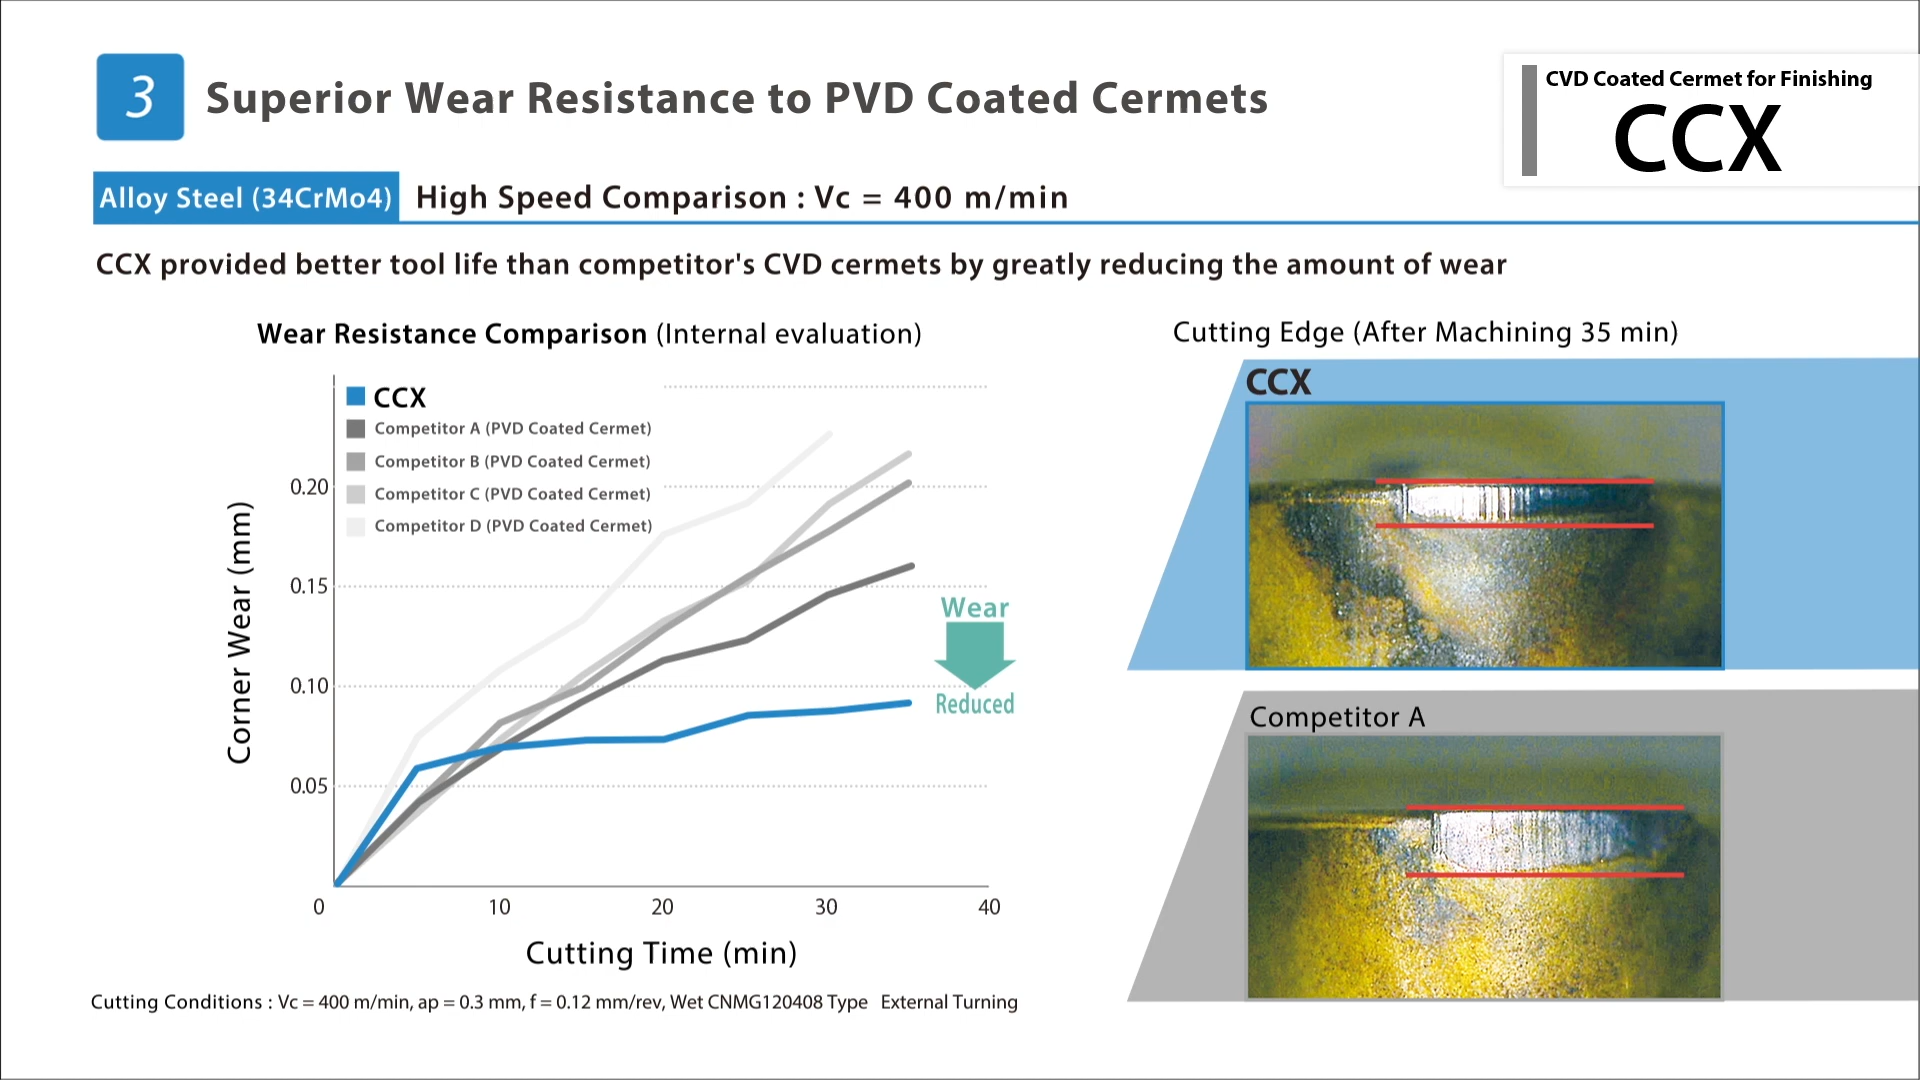 3
Superior Wear Resistance to PVD Coated Cermets
CVD Coated Cermet for Finishing
CCX
Alloy Steel (34CrMo4)
High Speed Comparison : Vc = 400 m/min
CCX provided better tool life than competitor's CVD cermets by greatly reducing the amount of wear
Wear Resistance Comparison (Internal evaluation)
CCX
Competitor A (PVD Coated Cermet)
Competitor B (PVD Coated Cermet)
Competitor C (PVD Coated Cermet)
Competitor D (PVD Coated Cermet)
Corner Wear (mm)
0.20
0.15
0.10
0.05
0
10
20
30
40
Cutting Time (min)
Wear
Reduced
Cutting Conditions : Vc = 400 m/min, ap = 0.3 mm, f = 0.12 mm/rev, Wet CNMG120408 Type External Turning
Cutting Edge (After Machining 35 min)
CCX
Competitor A